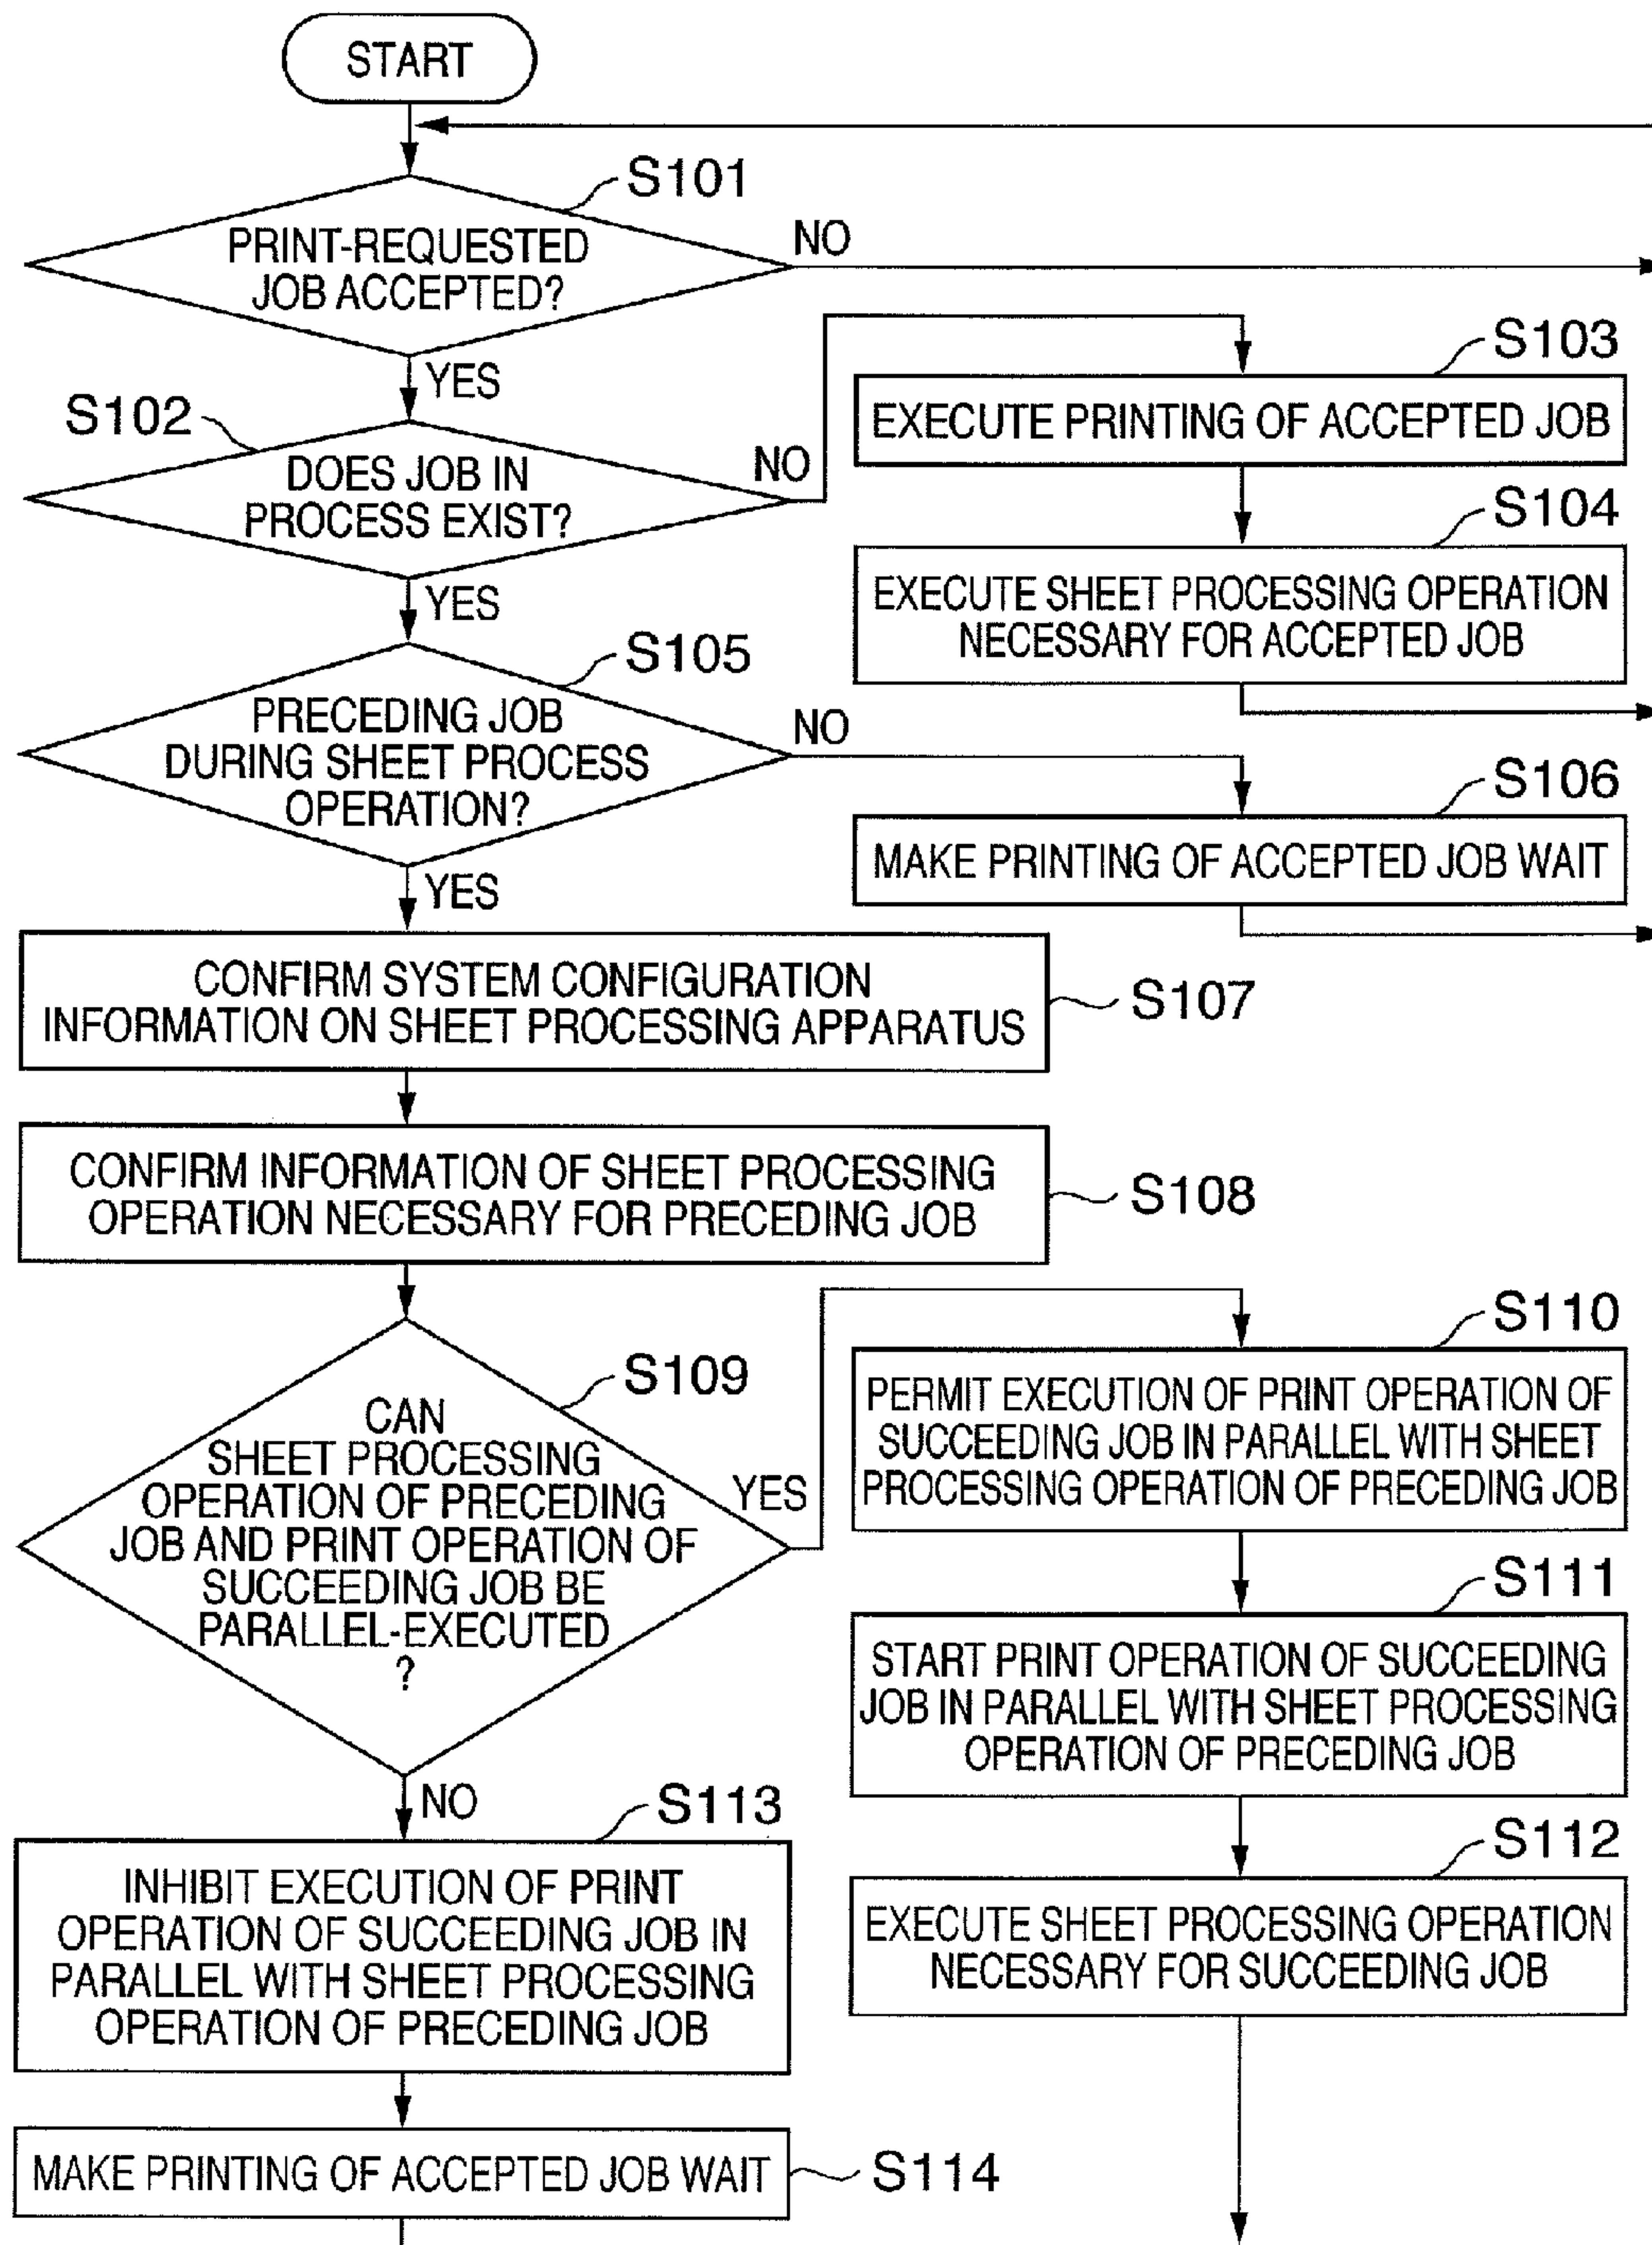 START
S101
PRINT-REQUESTED
JOB ACCEPTED?
NO
YES
S102
DOES JOB IN
PROCESS EXIST?
NO
YES
S103
EXECUTE PRINTING OF ACCEPTED JOB
S104
EXECUTE SHEET PROCESSING OPERATION
NECESSARY FOR ACCEPTED JOB
S105
PRECEDING JOB
DURING SHEET PROCESS
OPERATION?
NO
YES
S106
MAKE PRINTING OF ACCEPTED JOB WAIT
CONFIRM SYSTEM CONFIGURATION
INFORMATION ON SHEET PROCESSING APPARATUS
S107
CONFIRM INFORMATION OF SHEET PROCESSING
OPERATION NECESSARY FOR PRECEDING JOB
S108
S109
CAN
SHEET PROCESSING
OPERATION OF PRECEDING
JOB AND PRINT OPERATION OF
SUCCEEDING JOB BE
PARALLEL-EXECUTED
?
YES
NO
S110
PERMIT EXECUTION OF PRINT OPERATION OF
SUCCEEDING JOB IN PARALLEL WITH SHEET
PROCESSING OPERATION OF PRECEDING JOB
S111
START PRINT OPERATION OF SUCCEEDING
JOB IN PARALLEL WITH SHEET PROCESSING
OPERATION OF PRECEDING JOB
S112
EXECUTE SHEET PROCESSING OPERATION
NECESSARY FOR SUCCEEDING JOB
S113
INHIBIT EXECUTION OF PRINT
OPERATION OF SUCCEEDING JOB IN
PARALLEL WITH SHEET PROCESSING
OPERATION OF PRECEDING JOB
MAKE PRINTING OF ACCEPTED JOB WAIT
S114